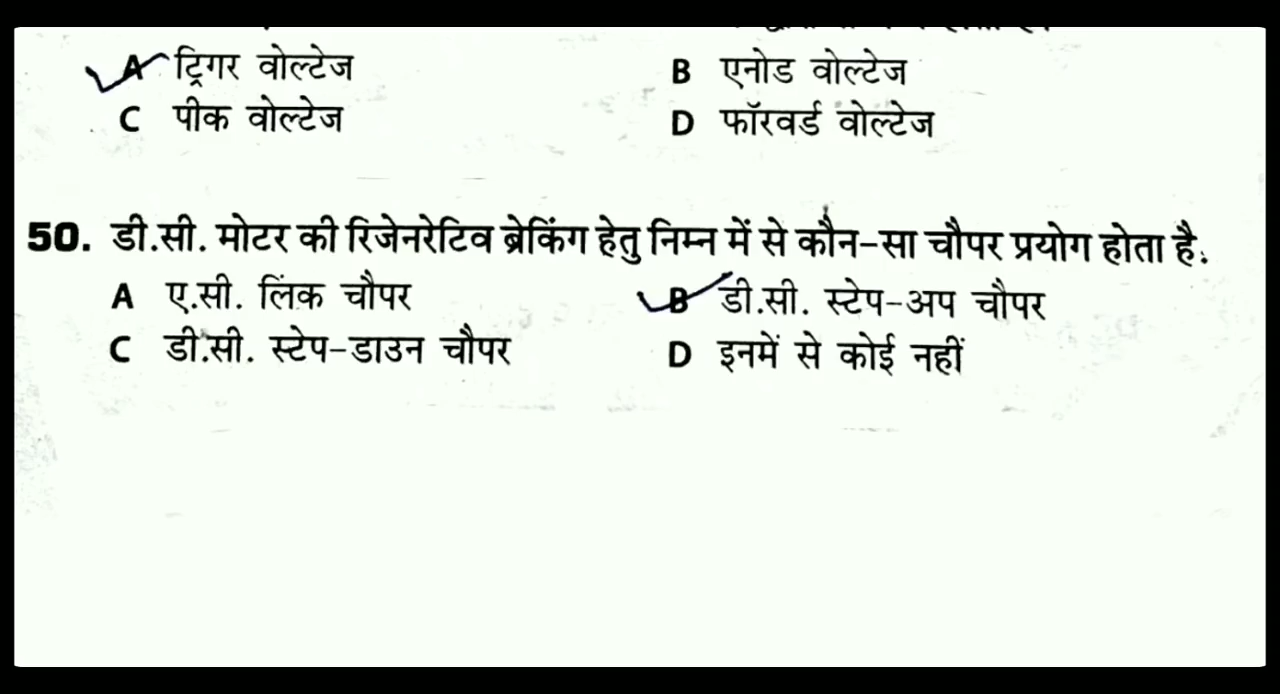 A ट्रिगर वोल्टेज B एनोड वोल्टेज
C पीक वोल्टेज D फॉरवर्ड वोल्टेज
50. डी.सी. मोटर की रिजेनरेटिव ब्रेकिंग हेतु निम्न में से कौन-सा चौपर प्रयोग होता है:
A ए.सी. लिंक चौपर B डी.सी. स्टेप-अप चौपर
C डी.सी. स्टेप-डाउन चौपर D इनमें से कोई नहीं